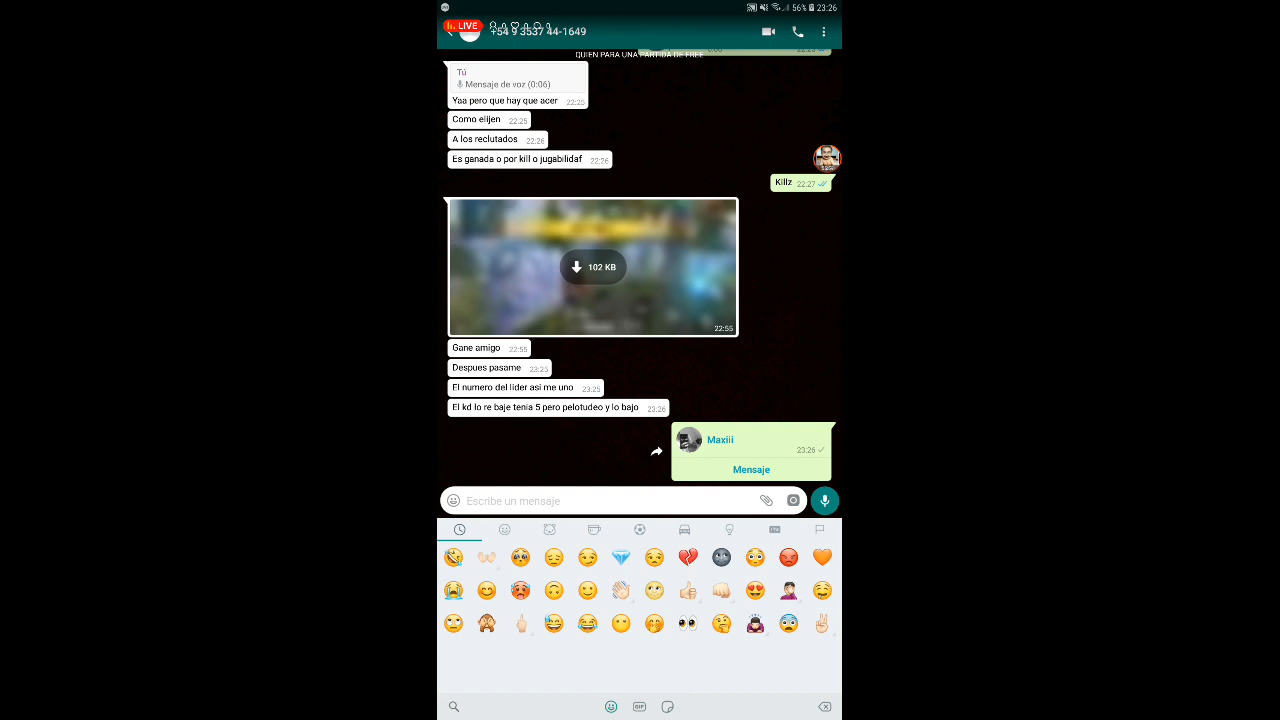 56% 23:26
LIVE
+54 9 3537 44-1649
QUIEN PARA UNA PARTIDA DE FREE
Tú
Mensaje de voz (0:06)
Yaa pero que hay que acer 22:25
Como elijen 22:25
A los reclutados 22:26
Es ganada o por kill o jugabilidaf 22:26
Killz 22:27
102 KB
22:55
Gane amigo 22:55
Despues pasame 23:25
El numero del lider asi me uno 23:25
El kd lo re baje tenia 5 pero pelotudeo y lo bajo 23:26
Maxiii
23:26
Mensaje
Escribe un mensaje
GIF